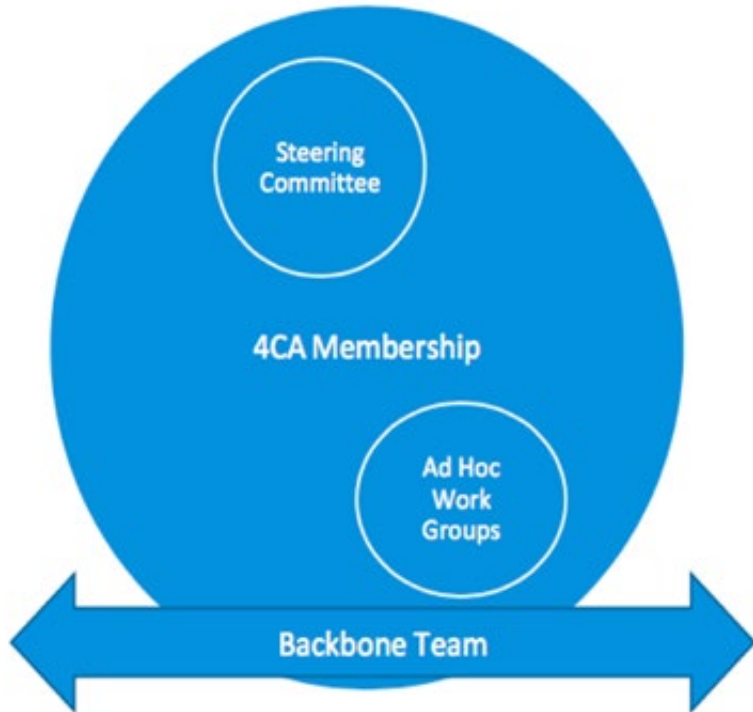 Steering
Committee
4CA Membership
Ad Hoc
Work
Groups
Backbone Team